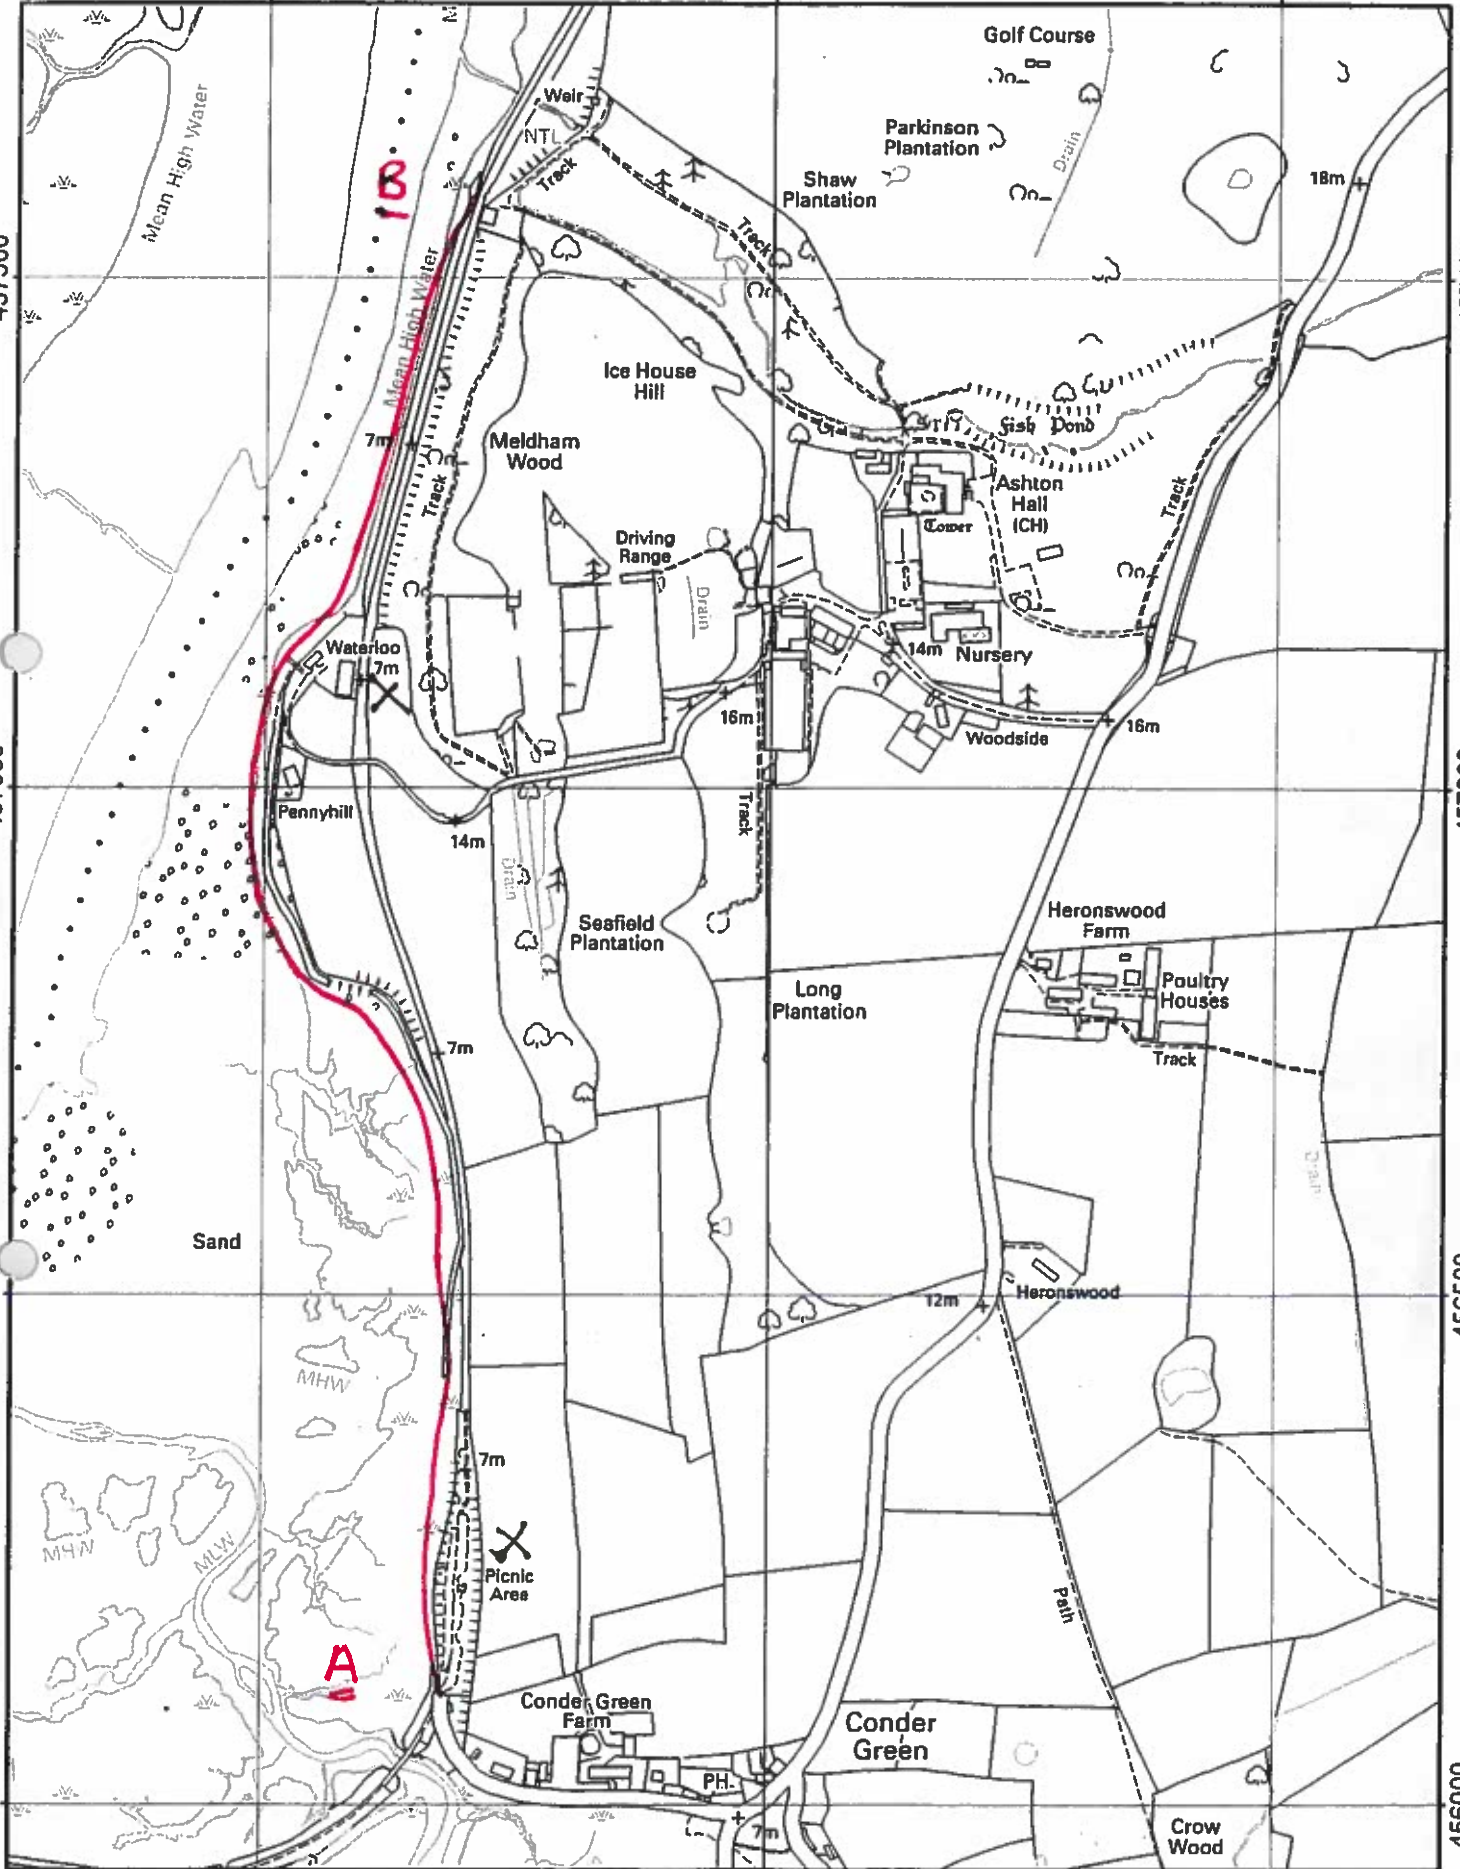 Golf Course
Mean High Water
Weir
NTL
Track
Parkinson
Plantation
Drain
B
Shaw
Plantation
18m
Track
Mean High Water
Ice House
Hill
Fish Pond
7m
Meldham
Wood
Track
Ashton
Hall
(CH)
Tower
Track
Driving
Range
Drain
Waterloo
7m
14m
Nursery
16m
Woodside
16m
Pennyhill
14m
Track
Drain
Seafield
Plantation
Heronswood
Farm
Long
Plantation
Poultry
Houses
7m
Track
Drain
Sand
12m
Heronswood
MHW
7m
MHW
MLW
Picnic
Area
Path
A
Conder Green
Farm
Conder
Green
PH
7m
Crow
Wood
456000